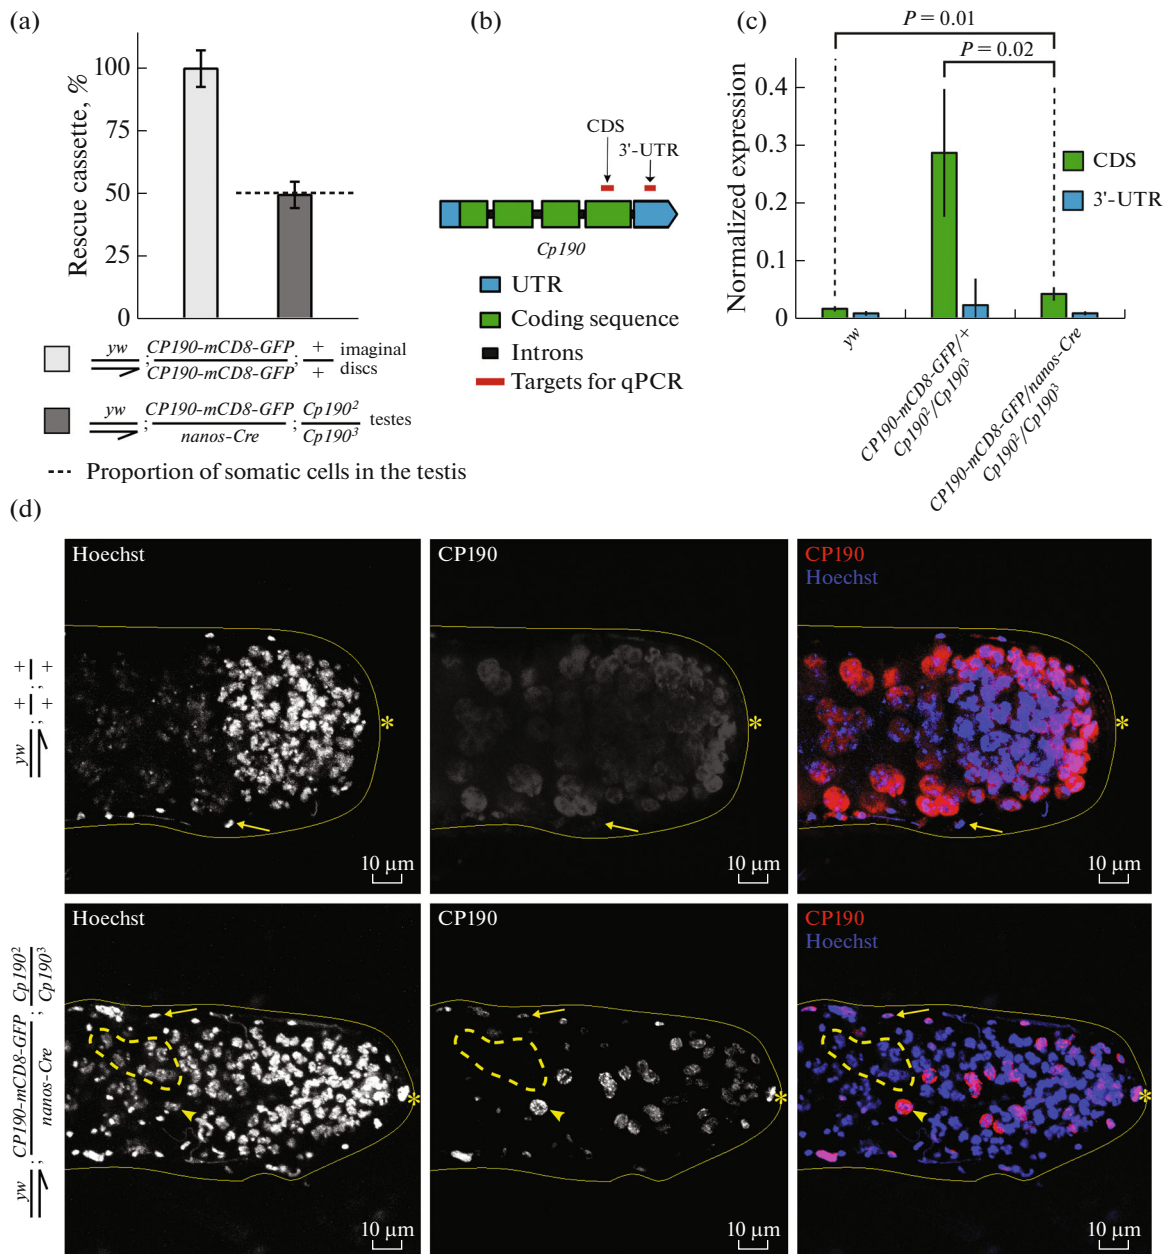 (a)
Rescue cassette, %
100
75
50
25
0
yw ; CP190-mCD8-GFP ; + imaginal
CP190-mCD8-GFP + discs
yw ; CP190-mCD8-GFP ; Cp190² testes
nanos-Cre Cp190³
Proportion of somatic cells in the testis
(b)
CDS
3'-UTR
Cp190
UTR
Coding sequence
Introns
Targets for qPCR
(c)
P = 0.01
P = 0.02
Normalized expression
0.4
0.3
0.2
0.1
0
CDS
3'-UTR
yw
CP190-mCD8-GFP/+
Cp190²/Cp190³
CP190-mCD8-GFP/nanos-Cre
Cp190²/Cp190³
(d)
yw ; + ; +
+ +
Hoechst
*
10 µm
CP190
*
10 µm
CP190
Hoechst
*
10 µm
yw ; CP190-mCD8-GFP ; Cp190²
nanos-Cre Cp190³
Hoechst
*
10 µm
CP190
*
10 µm
CP190
Hoechst
*
10 µm